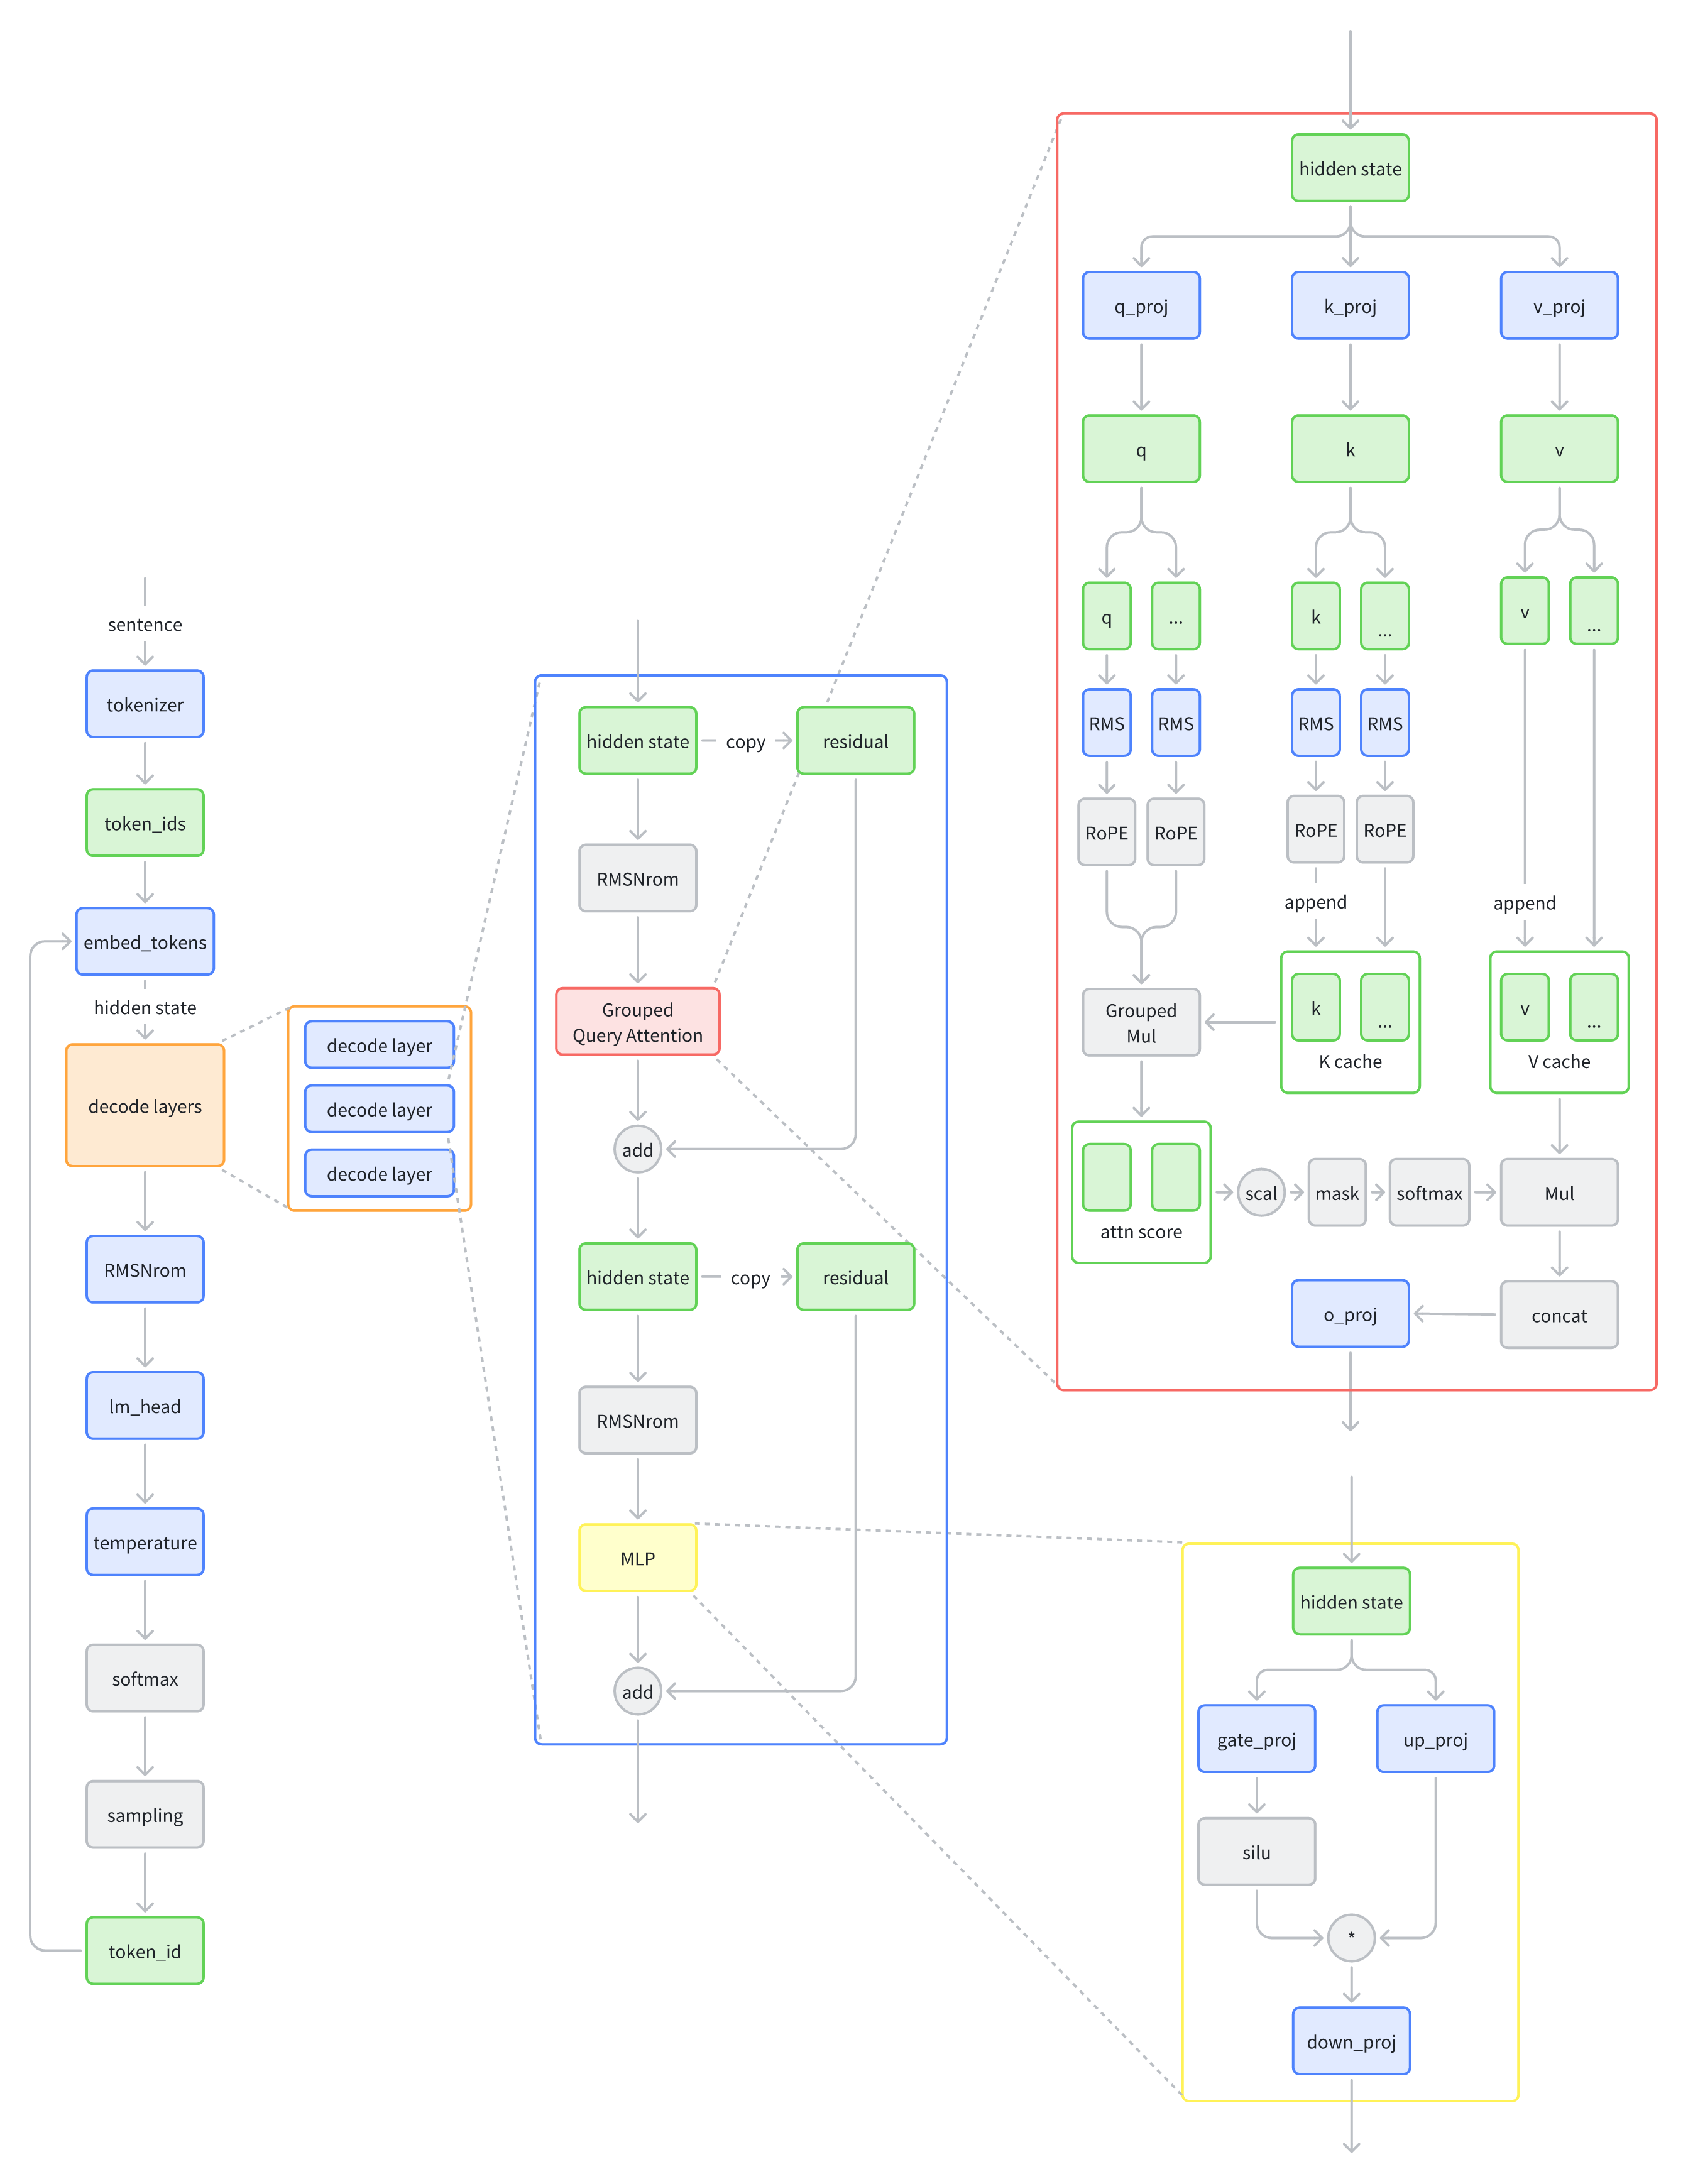 sentence
tokenizer
token_ids
embed_tokens
hidden state
decode layers
RMSNrom
lm_head
temperature
softmax
sampling
token_id
decode layer
decode layer
decode layer
hidden state
copy
residual
RMSNrom
Grouped
Query Attention
add
hidden state
copy
residual
RMSNrom
MLP
add
hidden state
q_proj
k_proj
v_proj
q
k
v
q
...
k
...
v
...
RMS
RMS
RMS
RMS
RoPE
RoPE
RoPE
RoPE
append
append
Grouped
Mul
k
...
K cache
v
...
V cache
attn score
scal
mask
softmax
Mul
o_proj
concat
hidden state
gate_proj
up_proj
silu
*
down_proj